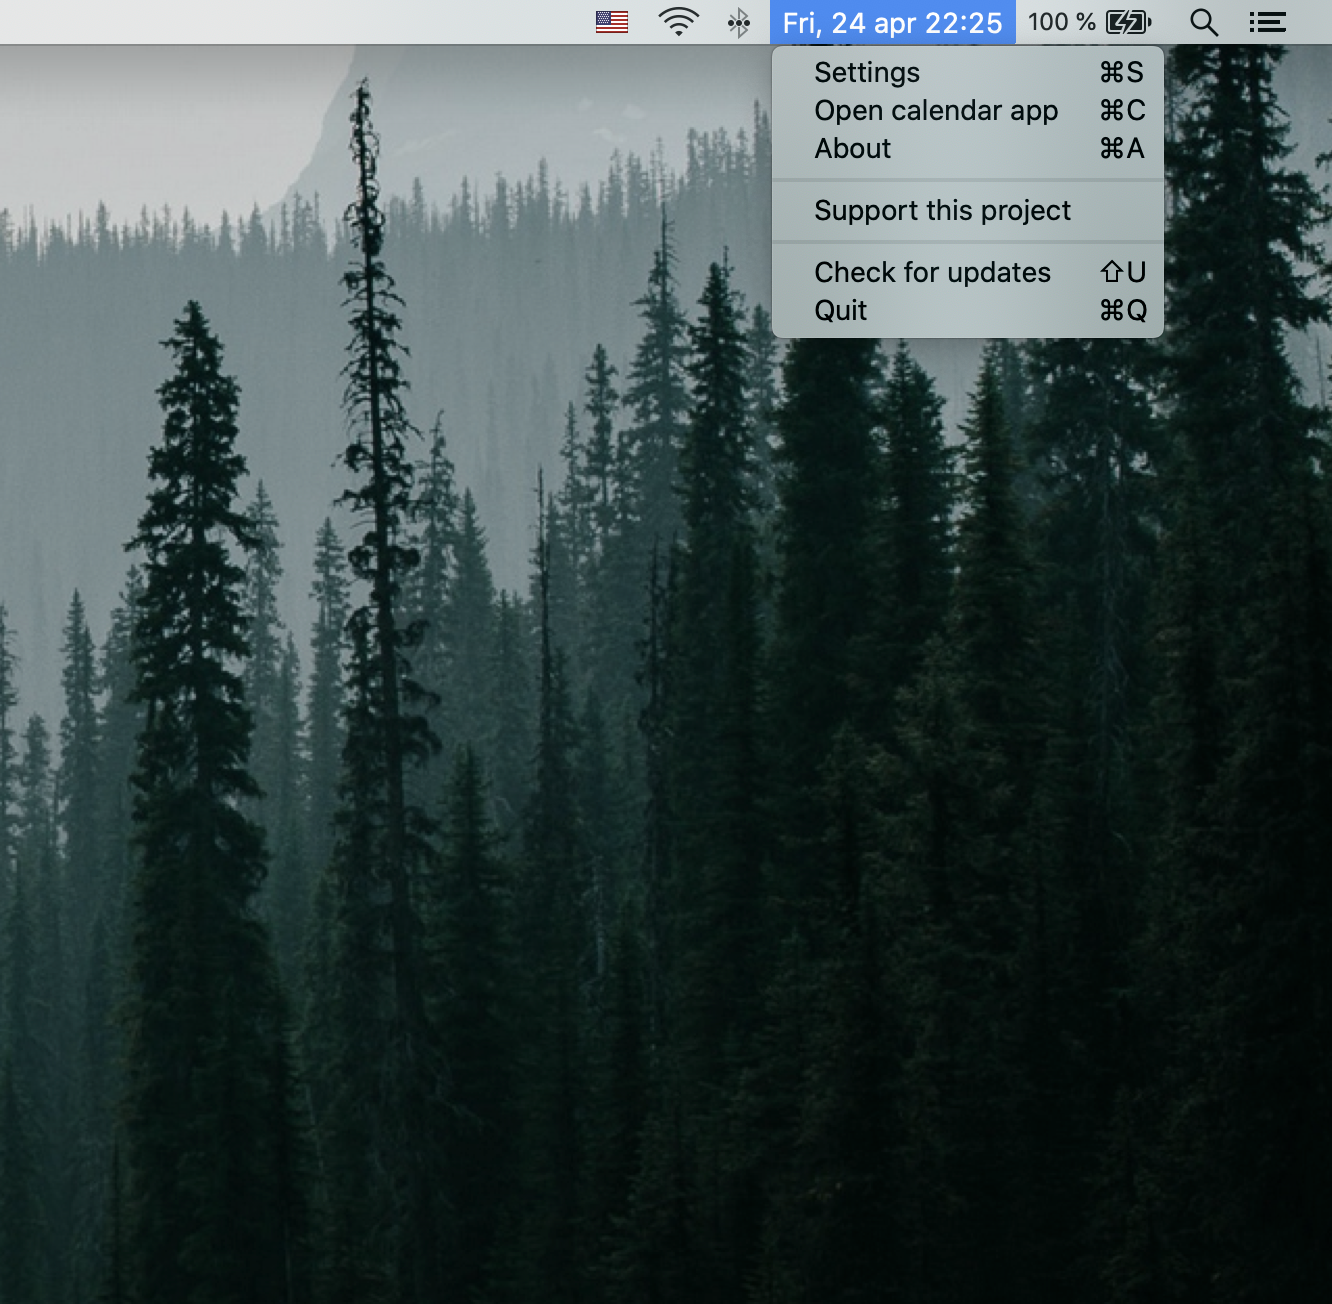 Fri, 24 apr 22:25 100 %
Settings ⌘S
Open calendar app ⌘C
About ⌘A
Support this project
Check for updates ⇧U
Quit ⌘Q